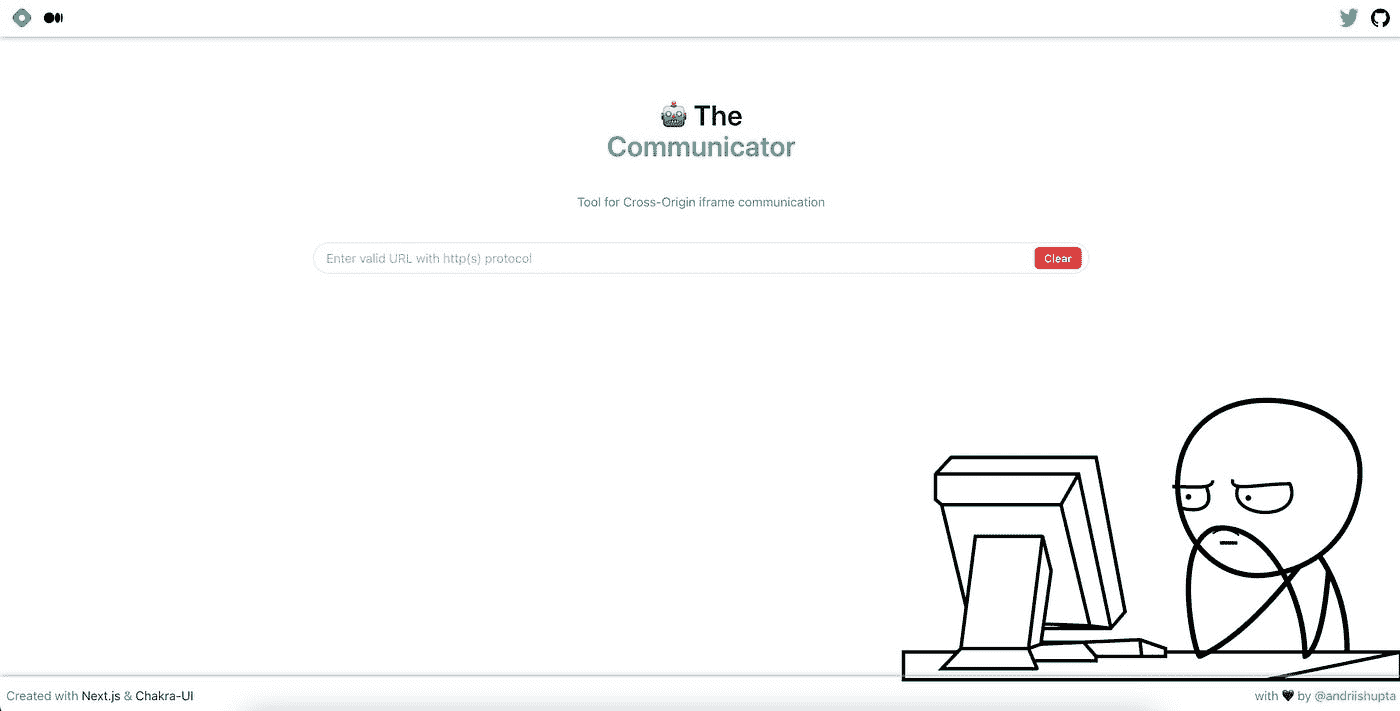 🤖 The
Communicator
Tool for Cross-Origin iframe communication
Enter valid URL with http(s) protocol
Clear
Created with Next.js & Chakra-UI
with 🖤 by @andriishupta